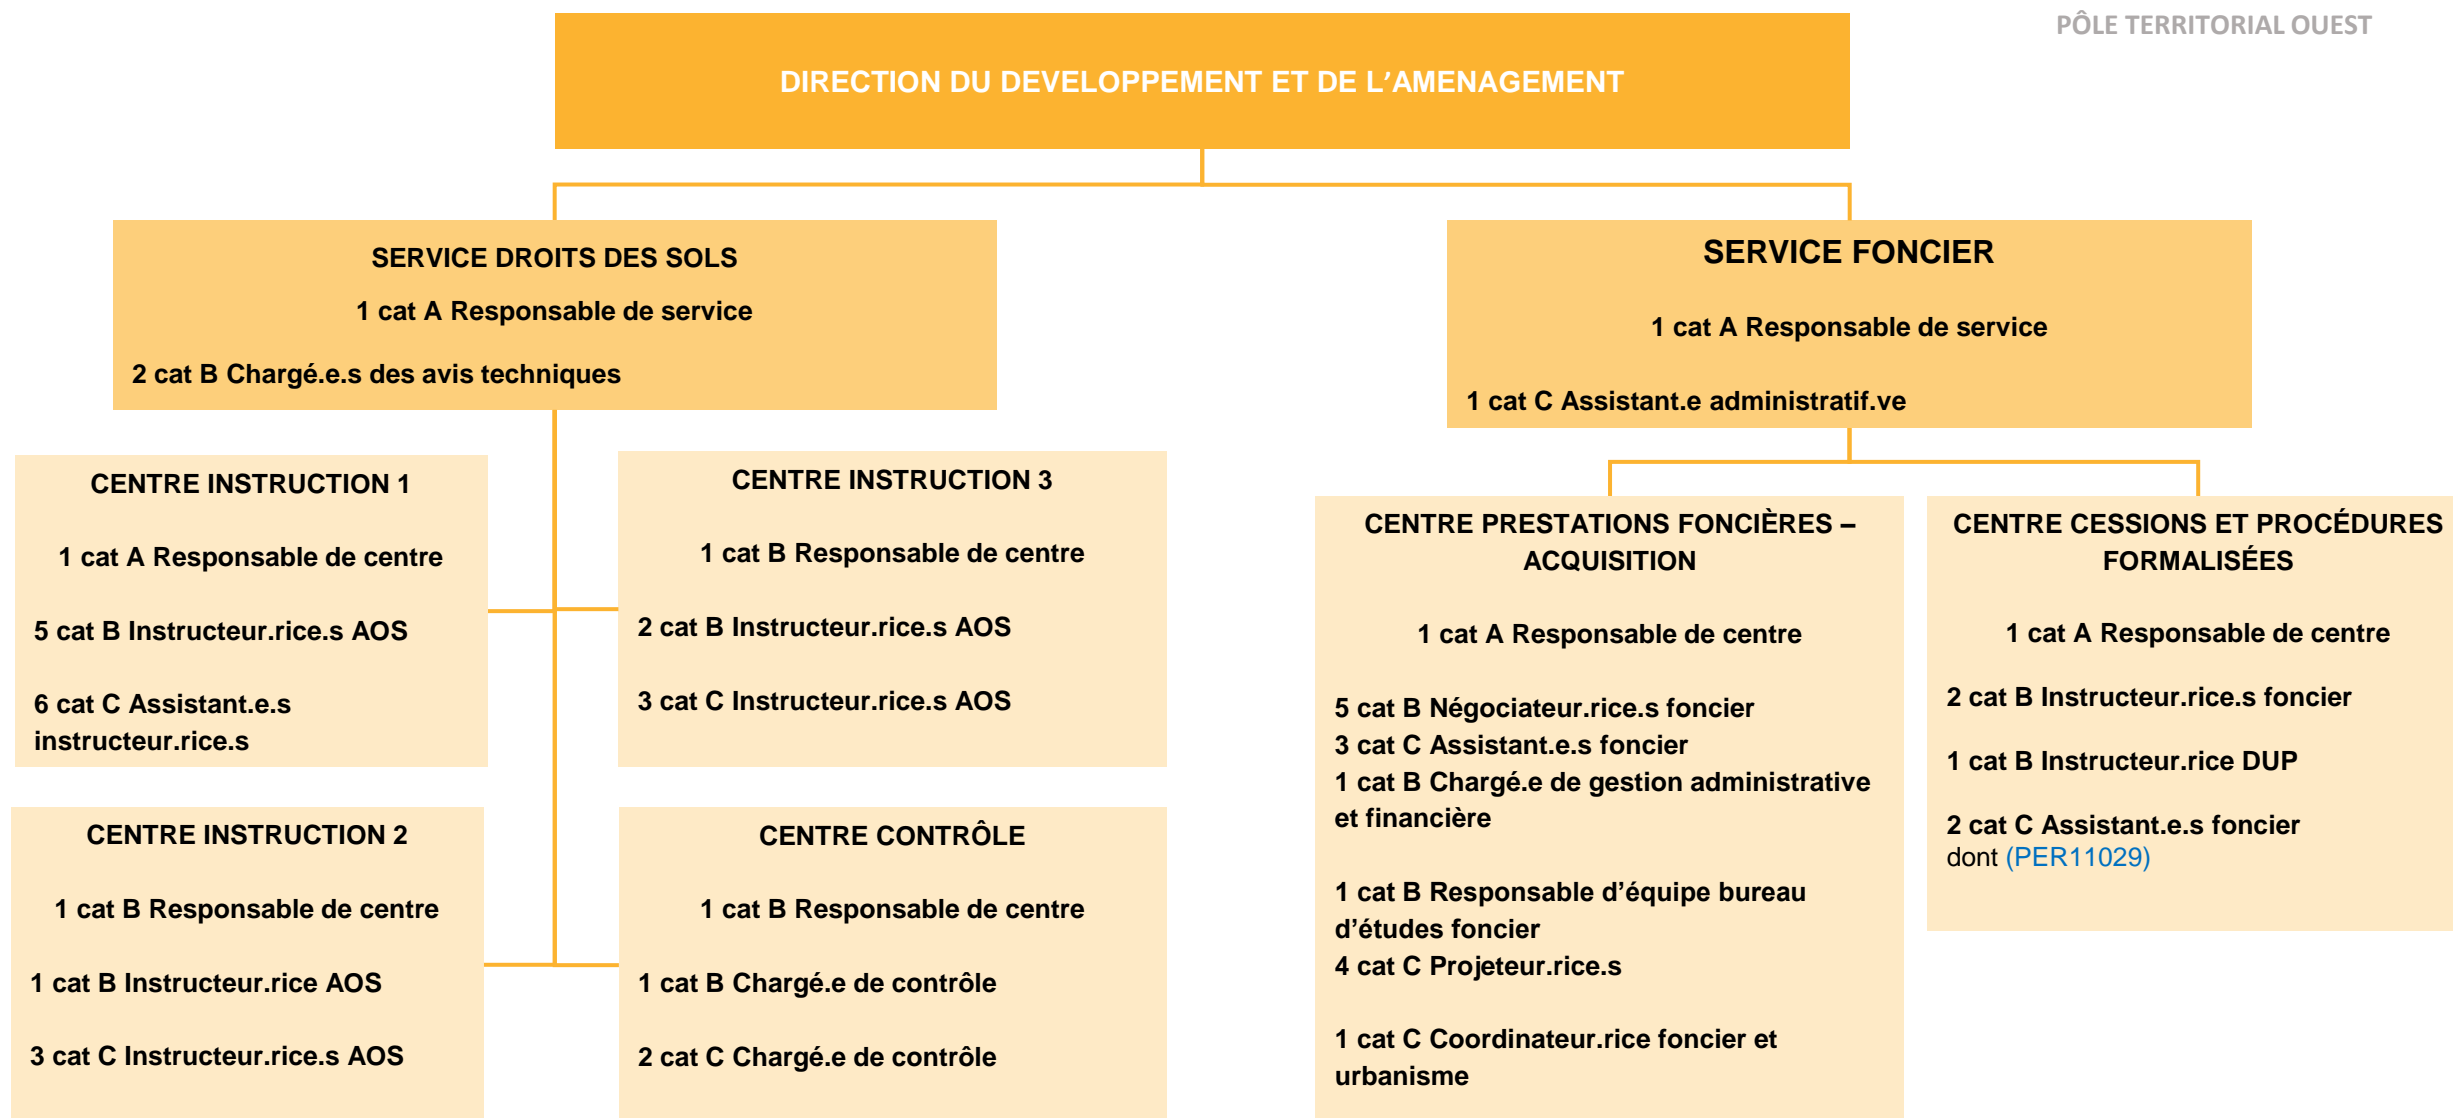 PÔLE TERRITORIAL OUEST
DIRECTION DU DEVELOPPEMENT ET DE L’AMENAGEMENT
SERVICE DROITS DES SOLS
1 cat A Responsable de service
2 cat B Chargé.e.s des avis techniques
SERVICE FONCIER
1 cat A Responsable de service
1 cat C Assistant.e administratif.ve
CENTRE INSTRUCTION 1
1 cat A Responsable de centre
5 cat B Instructeur.rice.s AOS
6 cat C Assistant.e.s
instructeur.rice.s
CENTRE INSTRUCTION 3
1 cat B Responsable de centre
2 cat B Instructeur.rice.s AOS
3 cat C Instructeur.rice.s AOS
CENTRE INSTRUCTION 2
1 cat B Responsable de centre
1 cat B Instructeur.rice AOS
3 cat C Instructeur.rice.s AOS
CENTRE CONTRÔLE
1 cat B Responsable de centre
1 cat B Chargé.e de contrôle
2 cat C Chargé.e de contrôle
CENTRE PRESTATIONS FONCIÈRES –
ACQUISITION
1 cat A Responsable de centre
5 cat B Négociateur.rice.s foncier
3 cat C Assistant.e.s foncier
1 cat B Chargé.e de gestion administrative
et financière
1 cat B Responsable d’équipe bureau
d’études foncier
4 cat C Projeteur.rice.s
1 cat C Coordinateur.rice foncier et
urbanisme
CENTRE CESSIONS ET PROCÉDURES
FORMALISÉES
1 cat A Responsable de centre
2 cat B Instructeur.rice.s foncier
1 cat B Instructeur.rice DUP
2 cat C Assistant.e.s foncier
dont (PER11029)